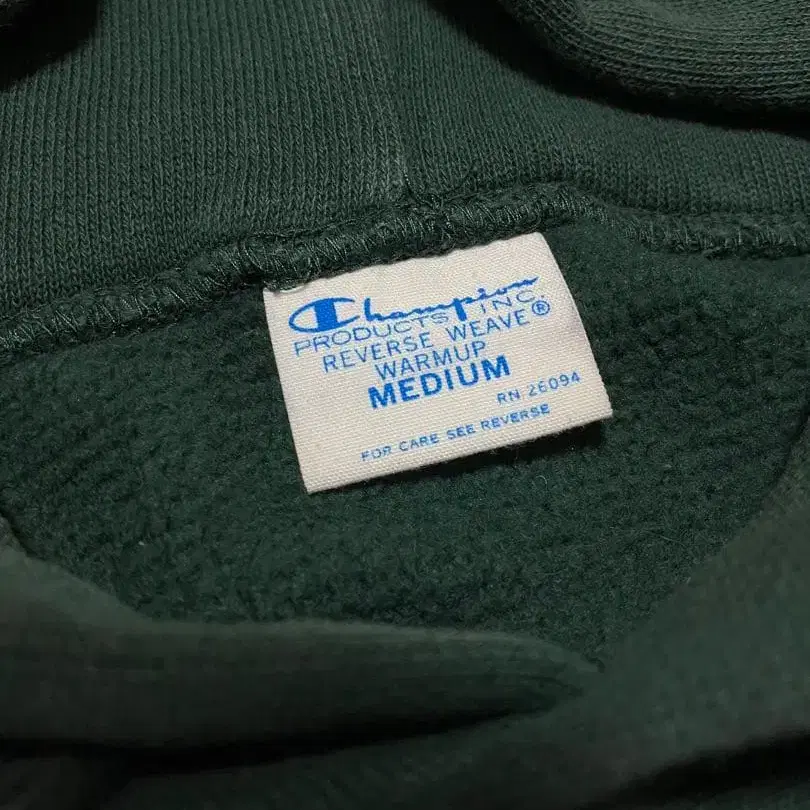 Champion
PRODUCTS INC
REVERSE WEAVE®
WARMUP
MEDIUM
RN 26094
FOR CARE SEE REVERSE